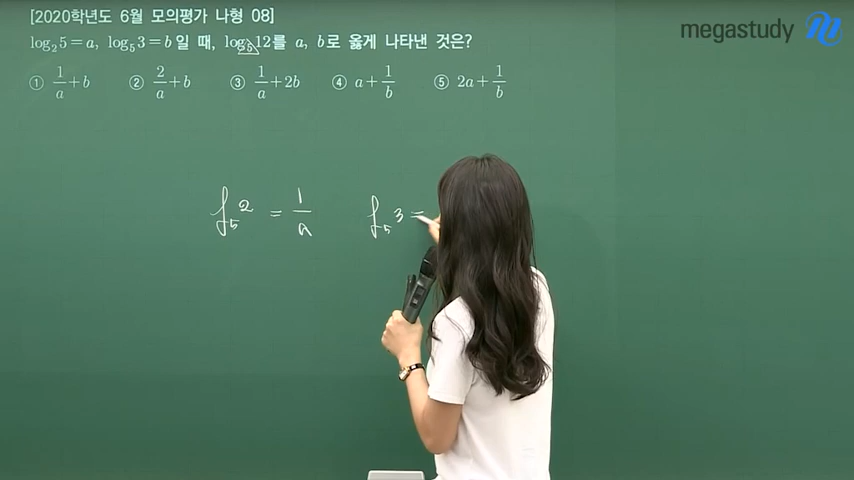 [2020학년도 6월 모의평가 나형 08]
megastudy
log₂5=a, log₅3=b일 때, log₅12를 a, b로 옳게 나타낸 것은?
① 1/a+b ② 2/a+b ③ 1/a+2b ④ a+1/b ⑤ 2a+1/b
log₅2 = 1/a log₅3 =